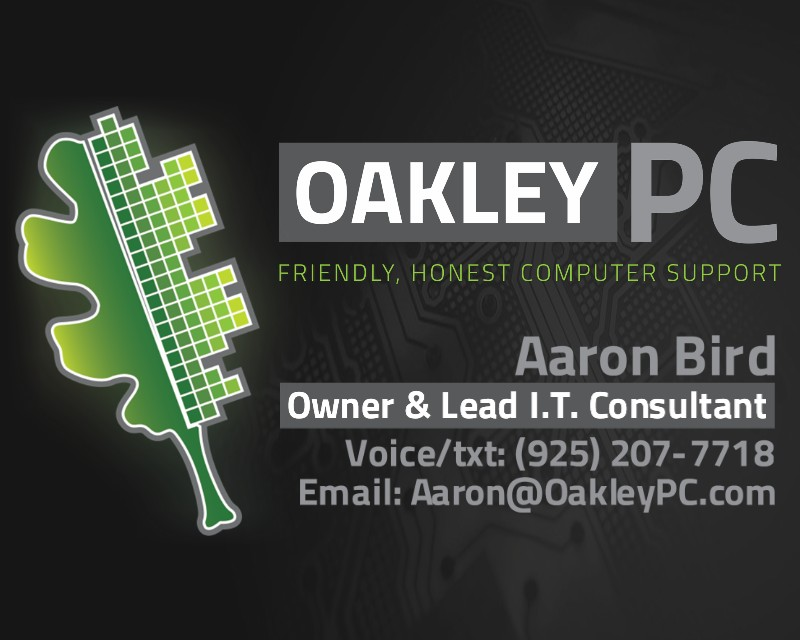 OAKLEY PC
FRIENDLY, HONEST COMPUTER SUPPORT
Aaron Bird
Owner & Lead I.T. Consultant
Voice/txt: (925) 207-7718
Email: Aaron@OakleyPC.com